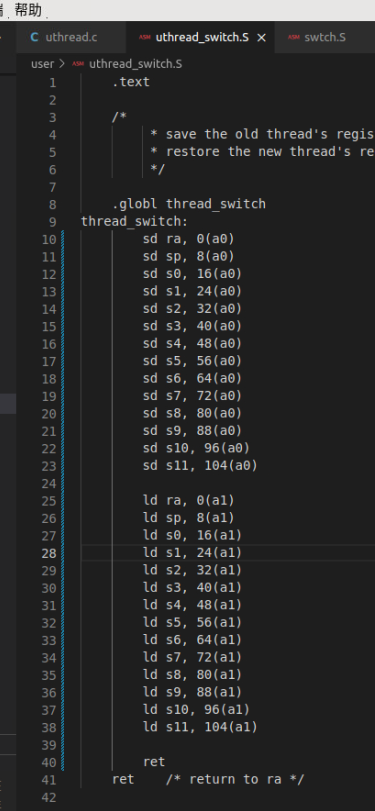 帮助
uthread.c
uthread_switch.S
swtch.S
user > uthread_switch.S
1 .text
2
3 /*
4 * save the old thread's regis
5 * restore the new thread's re
6 */
7
8 .globl thread_switch
9 thread_switch:
10 sd ra, 0(a0)
11 sd sp, 8(a0)
12 sd s0, 16(a0)
13 sd s1, 24(a0)
14 sd s2, 32(a0)
15 sd s3, 40(a0)
16 sd s4, 48(a0)
17 sd s5, 56(a0)
18 sd s6, 64(a0)
19 sd s7, 72(a0)
20 sd s8, 80(a0)
21 sd s9, 88(a0)
22 sd s10, 96(a0)
23 sd s11, 104(a0)
24
25 ld ra, 0(a1)
26 ld sp, 8(a1)
27 ld s0, 16(a1)
28 ld s1, 24(a1)
29 ld s2, 32(a1)
30 ld s3, 40(a1)
31 ld s4, 48(a1)
32 ld s5, 56(a1)
33 ld s6, 64(a1)
34 ld s7, 72(a1)
35 ld s8, 80(a1)
36 ld s9, 88(a1)
37 ld s10, 96(a1)
38 ld s11, 104(a1)
39
40 ret
41 ret /* return to ra */
42